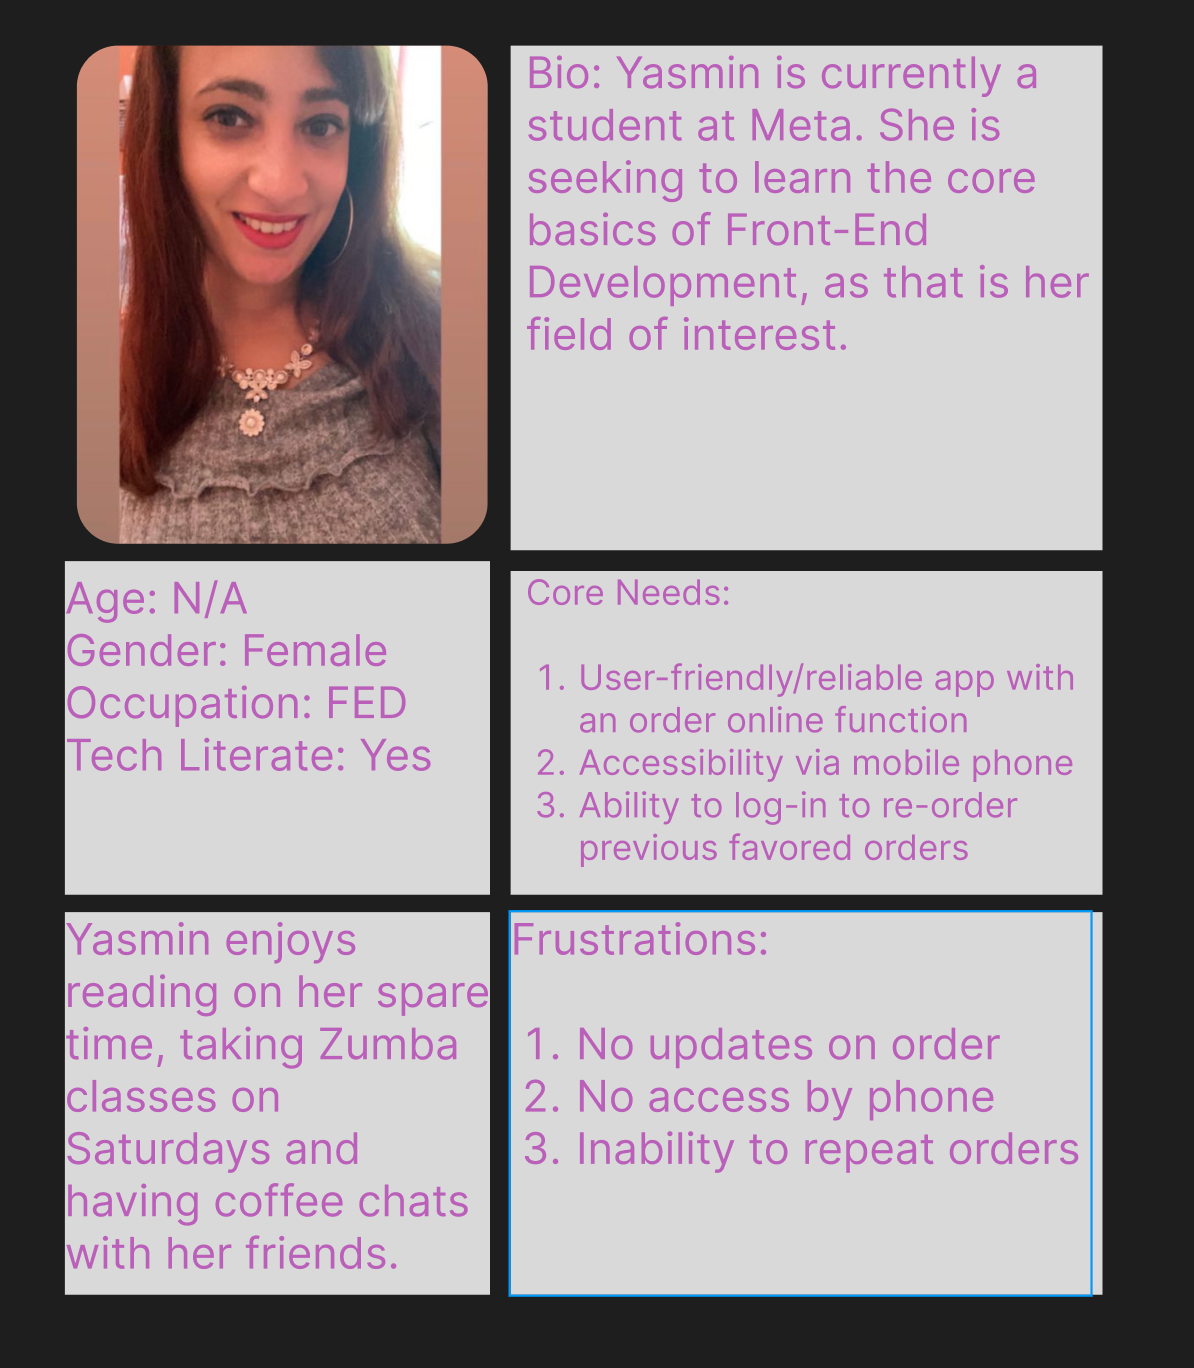 Bio: Yasmin is currently a
student at Meta. She is
seeking to learn the core
basics of Front-End
Development, as that is her
field of interest.
Age: N/A
Gender: Female
Occupation: FED
Tech Literate: Yes
Core Needs:
1. User-friendly/reliable app with
an order online function
2. Accessibility via mobile phone
3. Ability to log-in to re-order
previous favored orders
Yasmin enjoys
reading on her spare
time, taking Zumba
classes on
Saturdays and
having coffee chats
with her friends.
Frustrations:
1. No updates on order
2. No access by phone
3. Inability to repeat orders